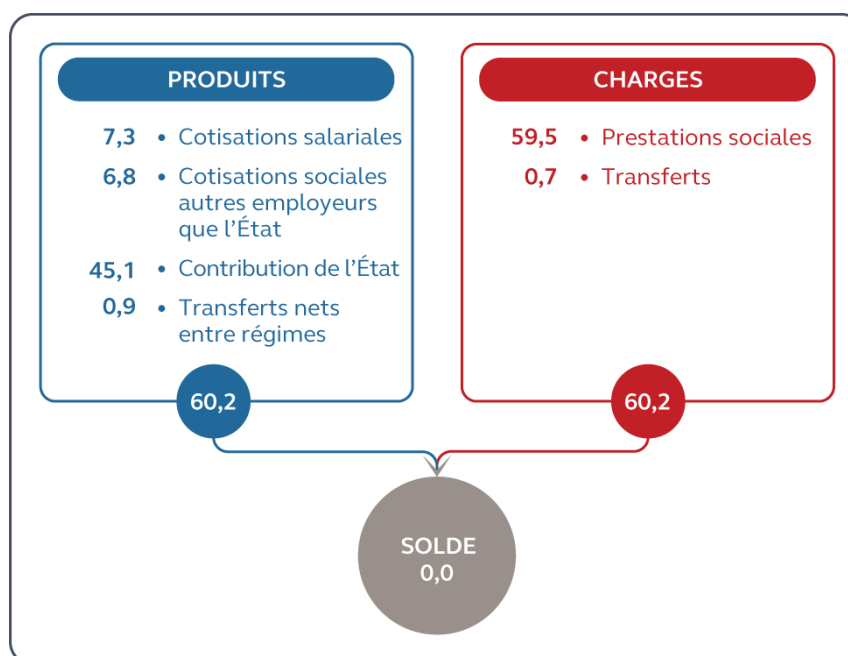 PRODUITS
7,3 • Cotisations salariales
6,8 • Cotisations sociales
autres employeurs
que l'État
45,1 • Contribution de l'État
0,9 • Transferts nets
entre régimes
60,2
CHARGES
59,5 • Prestations sociales
0,7 • Transferts
60,2
SOLDE
0,0